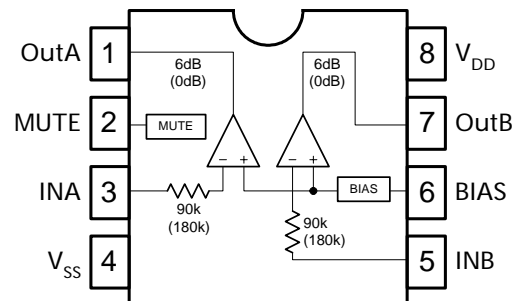 OutA 1
6dB
(0dB)
6dB
(0dB)
8 VDD
MUTE 2 MUTE
7 OutB
− +
− +
INA 3
BIAS
6 BIAS
90k
(180k)
90k
(180k)
VSS 4
5 INB